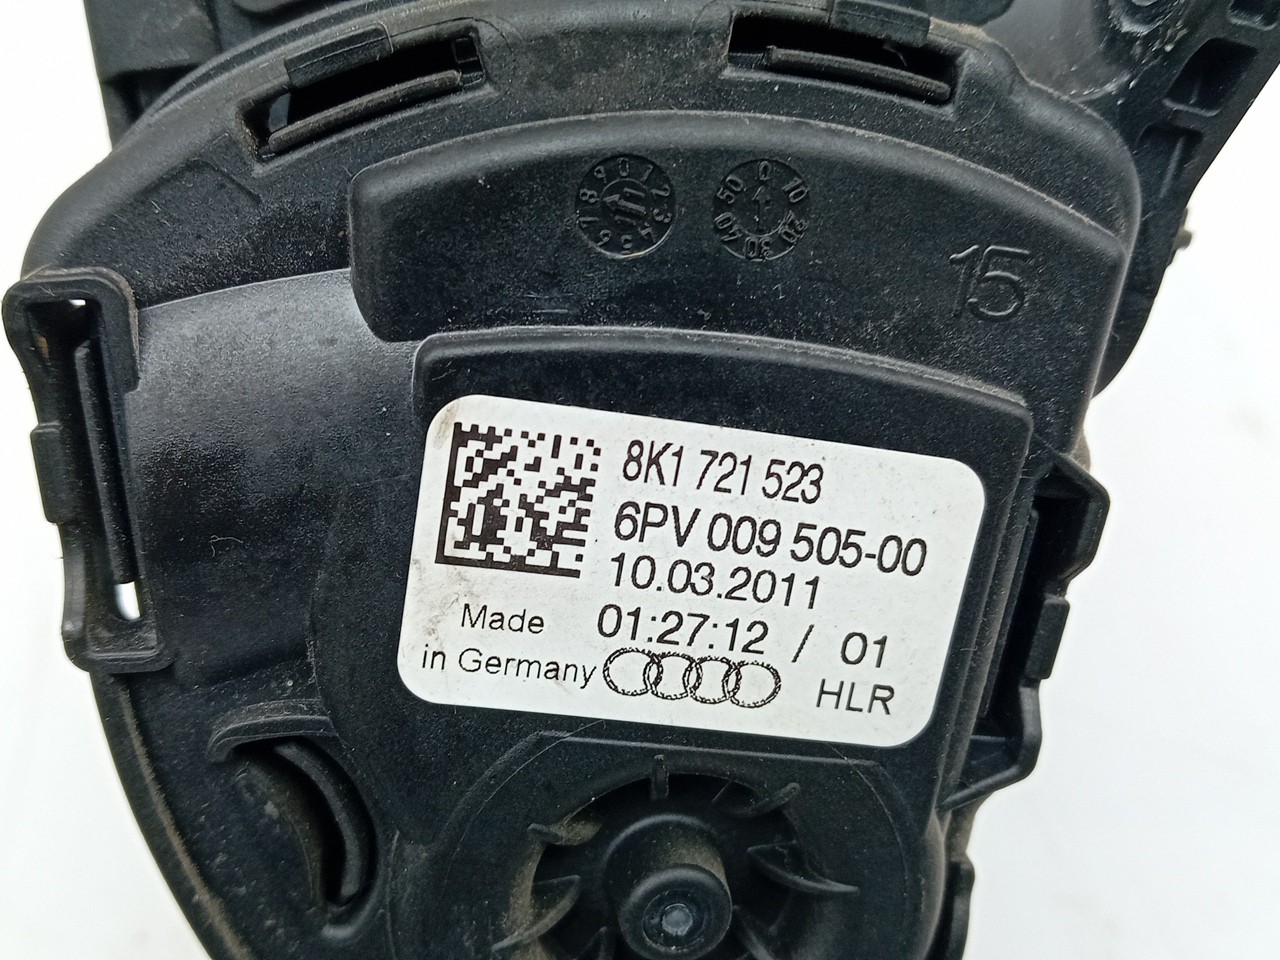 15
8K1 721 523
6PV 009 505-00
10.03.2011
Made 01:27:12 / 01
in Germany HLR